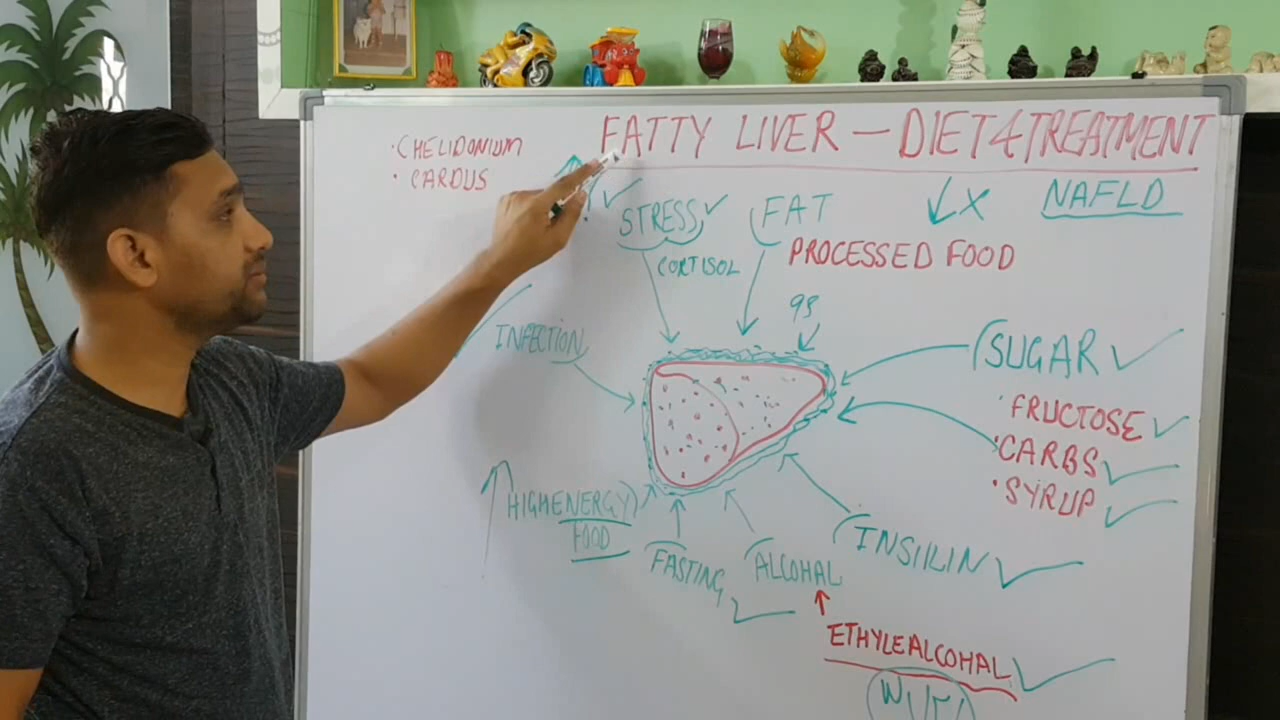 FATTY LIVER - DIET & TREATMENT
· CHELIDONIUM
· CARDUS
STRESS
FAT
X
NAFLD
CORTISOL
PROCESSED FOOD
INFECTION
SUGAR
· FRUCTOSE
· CARBS
· SYRUP
HIGH ENERGY
FOOD
FASTING
ALCOHAL
INSULIN
ETHYLEALCOHAL